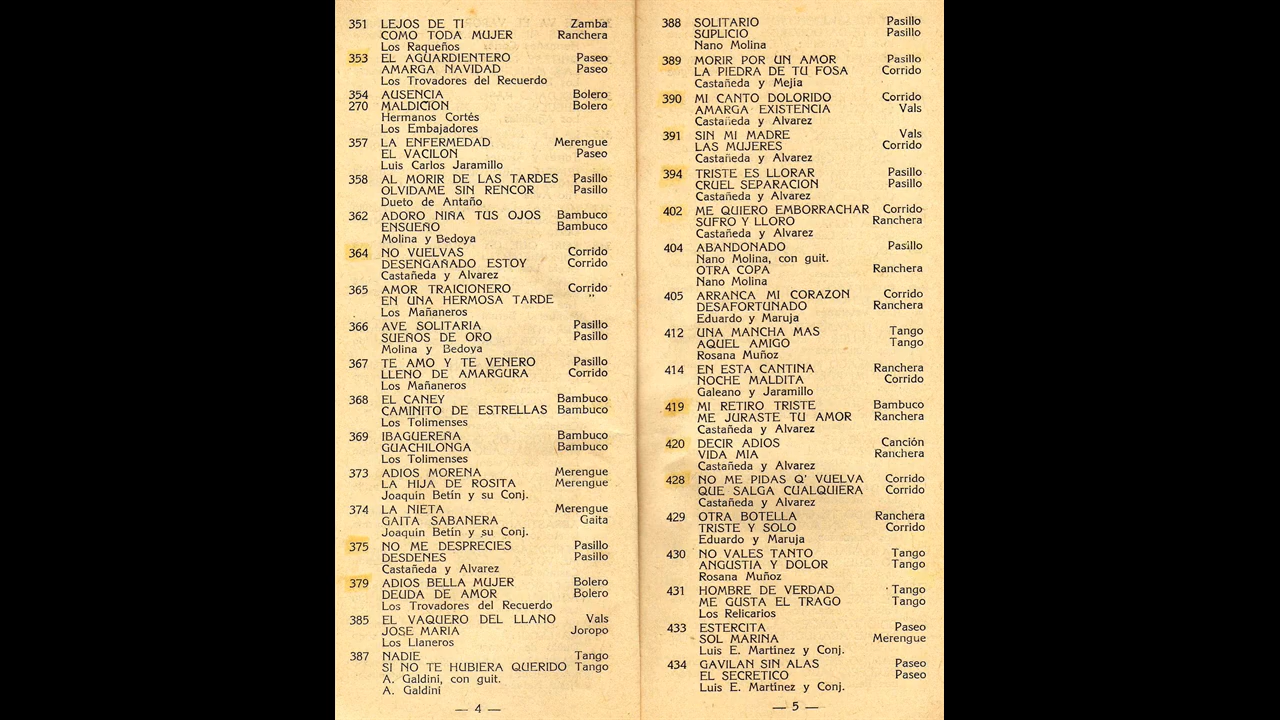 351 LEJOS DE TI Zamba
COMO TODA MUJER Ranchera
Los Raqueños
353 EL AGUARDIENTERO Paseo
AMARGA NAVIDAD Paseo
Los Trovadores del Recuerdo
354 AUSENCIA Bolero
270 MALDICION Bolero
Hermanos Cortés
Los Embajadores
357 LA ENFERMEDAD Merengue
EL VACILON Paseo
Luis Carlos Jaramillo
358 AL MORIR DE LAS TARDES Pasillo
OLVIDAME SIN RENCOR Pasillo
Dueto de Antaño
362 ADORO NIÑA TUS OJOS Bambuco
ENSUEÑO Bambuco
Molina y Bedoya
364 NO VUELVAS Corrido
DESENGAÑADO ESTOY Corrido
Castañeda y Alvarez
365 AMOR TRAICIONERO Corrido
EN UNA HERMOSA TARDE "
Los Mañaneros
366 AVE SOLITARIA Pasillo
SUEÑOS DE ORO Pasillo
Molina y Bedoya
367 TE AMO Y TE VENERO Pasillo
LLENO DE AMARGURA Corrido
Los Mañaneros
368 EL CANEY Bambuco
CAMINITO DE ESTRELLAS Bambuco
Los Tolimenses
369 IBAGUEREÑA Bambuco
GUACHILONGA Bambuco
Los Tolimenses
373 ADIOS MORENA Merengue
LA HIJA DE ROSITA Merengue
Joaquín Betín y su Conj.
374 LA NIETA Merengue
GAITA SABANERA Gaita
Joaquín Betín y su Conj.
375 NO ME DESPRECIES Pasillo
DESDENES Pasillo
Castañeda y Alvarez
379 ADIOS BELLA MUJER Bolero
DEUDA DE AMOR Bolero
Los Trovadores del Recuerdo
385 EL VAQUERO DEL LLANO Vals
JOSE MARIA Joropo
Los Llaneros
387 NADIE Tango
SI NO TE HUBIERA QUERIDO Tango
A. Galdini, con guit.
A. Galdini
— 4 —
388 SOLITARIO Pasillo
SUPLICIO Pasillo
Nano Molina
389 MORIR POR UN AMOR Pasillo
LA PIEDRA DE TU FOSA Corrido
Castañeda y Mejía
390 MI CANTO DOLORIDO Corrido
AMARGA EXISTENCIA Vals
Castañeda y Alvarez
391 SIN MI MADRE Vals
LAS MUJERES Corrido
Castañeda y Alvarez
394 TRISTE ES LLORAR Pasillo
CRUEL SEPARACION Pasillo
Castañeda y Alvarez
402 ME QUIERO EMBORRACHAR Corrido
SUFRO Y LLORO Ranchera
Castañeda y Alvarez
404 ABANDONADO Pasillo
Nano Molina, con guit.
OTRA COPA Ranchera
Nano Molina
405 ARRANCA MI CORAZON Corrido
DESAFORTUNADO Ranchera
Eduardo y Maruja
412 UNA MANCHA MAS Tango
AQUEL AMIGO Tango
Rosana Muñoz
414 EN ESTA CANTINA Ranchera
NOCHE MALDITA Corrido
Galeano y Jaramillo
419 MI RETIRO TRISTE Bambuco
ME JURASTE TU AMOR Ranchera
Castañeda y Alvarez
420 DECIR ADIOS Canción
VIDA MIA Ranchera
Castañeda y Alvarez
428 NO ME PIDAS Q' VUELVA Corrido
QUE SALGA CUALQUIERA Corrido
Castañeda y Alvarez
429 OTRA BOTELLA Ranchera
TRISTE Y SOLO Corrido
Eduardo y Maruja
430 NO VALES TANTO Tango
ANGUSTIA Y DOLOR Tango
Rosana Muñoz
431 HOMBRE DE VERDAD Tango
ME GUSTA EL TRAGO Tango
Los Relicarios
433 ESTERCITA Paseo
SOL MARINA Merengue
Luis E. Martínez y Conj.
434 GAVILAN SIN ALAS Paseo
EL SECRETICO Paseo
Luis E. Martínez y Conj.
— 5 —